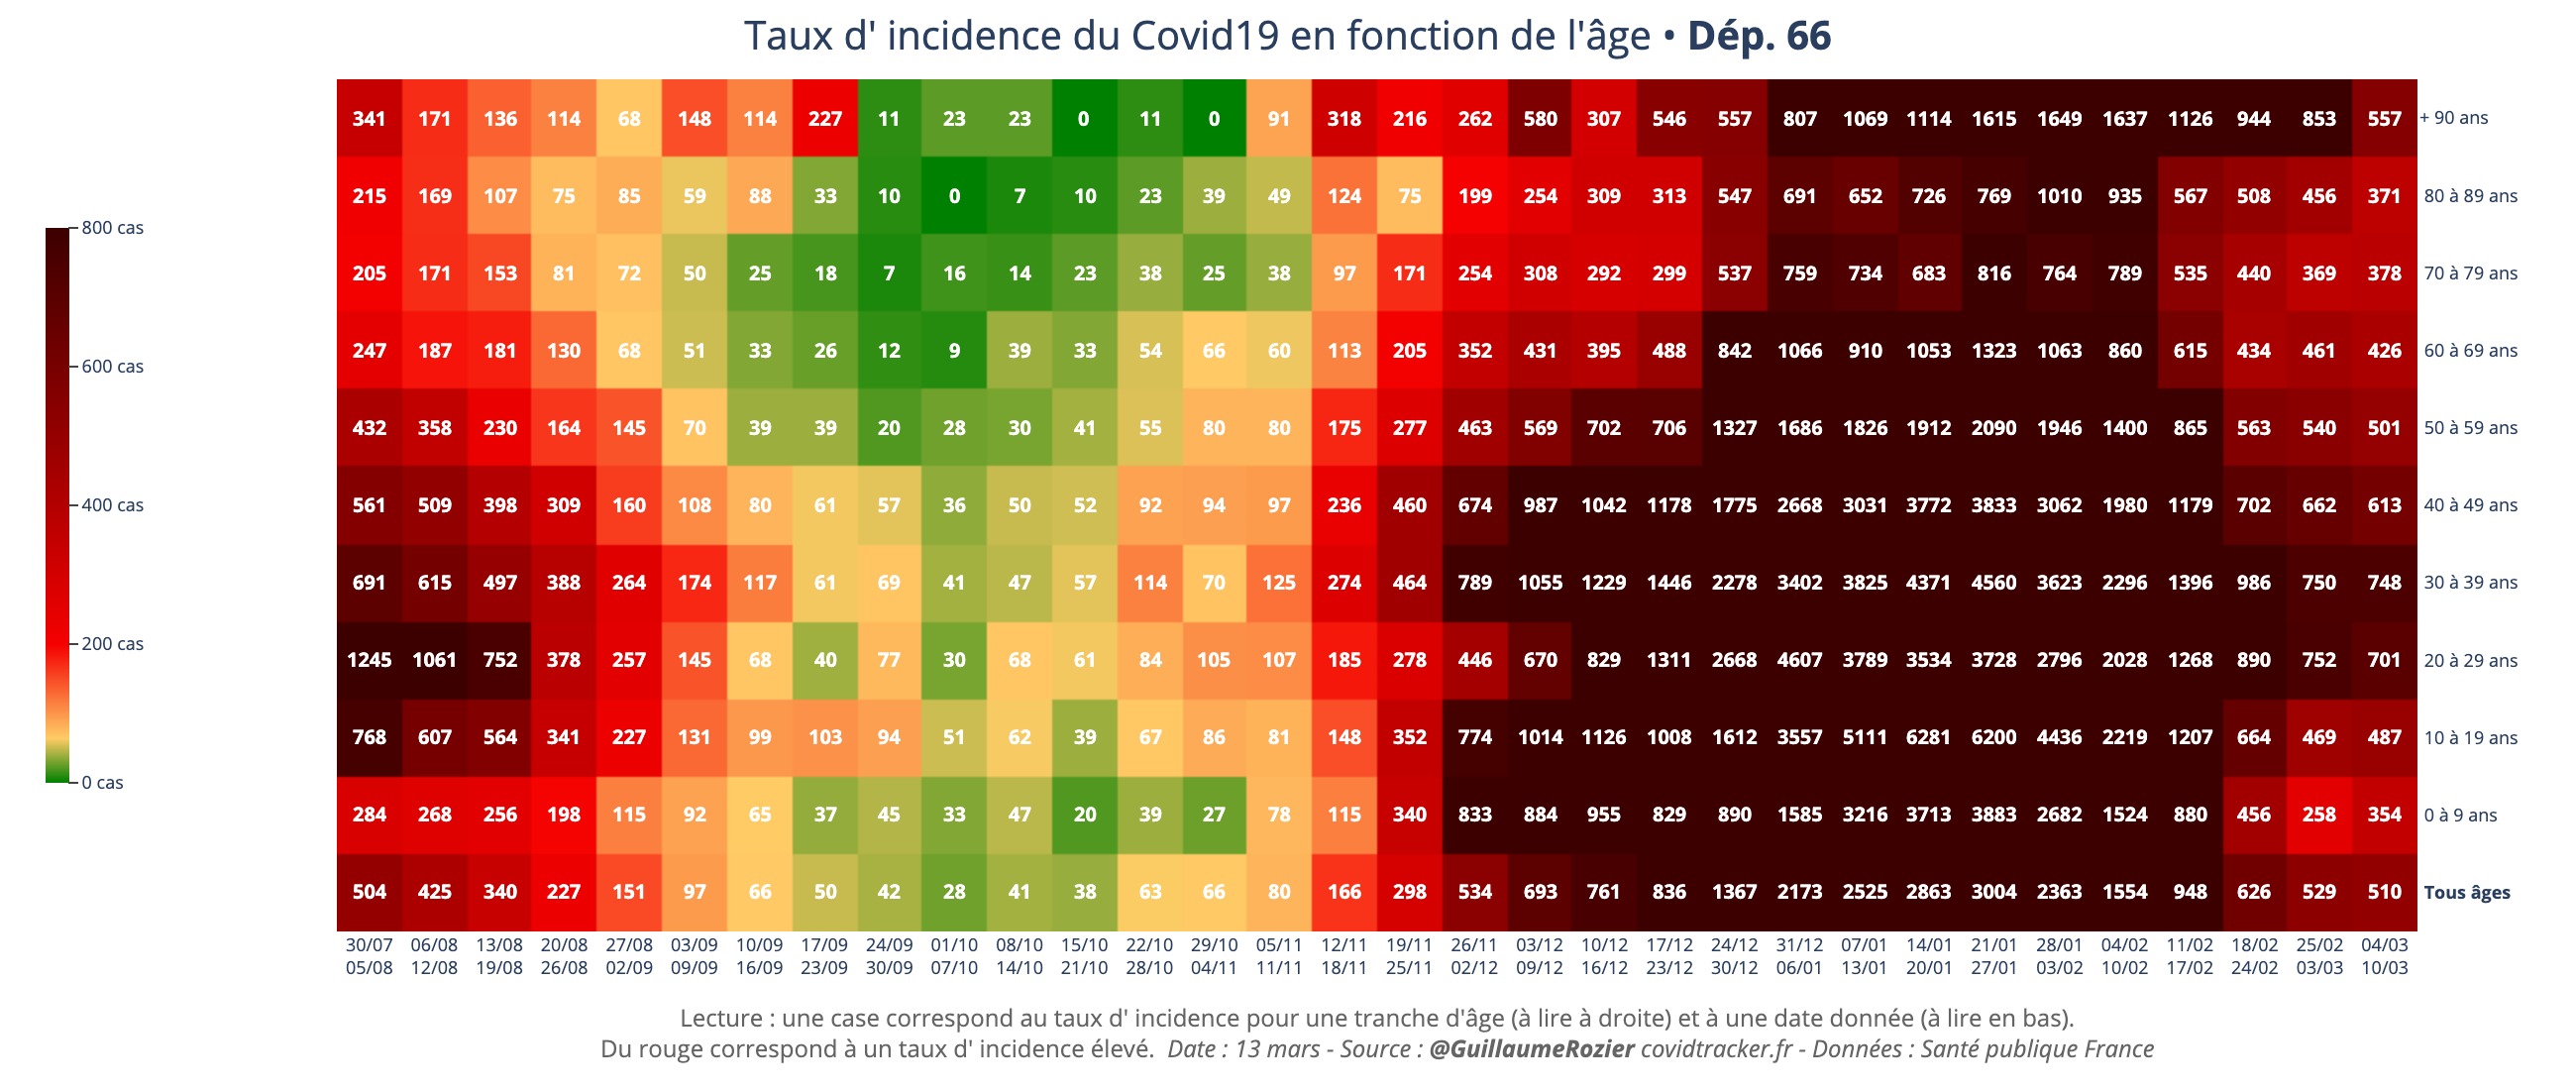 Taux d' incidence du Covid19 en fonction de l'âge • Dép. 66
800 cas
600 cas
400 cas
200 cas
0 cas
341 171 136 114 68 148 114 227 11 23 23 0 11 0 91 318 216 262 580 307 546 557 807 1069 1114 1615 1649 1637 1126 944 853 557 + 90 ans
215 169 107 75 85 59 88 33 10 0 7 10 23 39 49 124 75 199 254 309 313 547 691 652 726 769 1010 935 567 508 456 371 80 à 89 ans
205 171 153 81 72 50 25 18 7 16 14 23 38 25 38 97 171 254 308 292 299 537 759 734 683 816 764 789 535 440 369 378 70 à 79 ans
247 187 181 130 68 51 33 26 12 9 39 33 54 66 60 113 205 352 431 395 488 842 1066 910 1053 1323 1063 860 615 434 461 426 60 à 69 ans
432 358 230 164 145 70 39 39 20 28 30 41 55 80 80 175 277 463 569 702 706 1327 1686 1826 1912 2090 1946 1400 865 563 540 501 50 à 59 ans
561 509 398 309 160 108 80 61 57 36 50 52 92 94 97 236 460 674 987 1042 1178 1775 2668 3031 3772 3833 3062 1980 1179 702 662 613 40 à 49 ans
691 615 497 388 264 174 117 61 69 41 47 57 114 70 125 274 464 789 1055 1229 1446 2278 3402 3825 4371 4560 3623 2296 1396 986 750 748 30 à 39 ans
1245 1061 752 378 257 145 68 40 77 30 68 61 84 105 107 185 278 446 670 829 1311 2668 4607 3789 3534 3728 2796 2028 1268 890 752 701 20 à 29 ans
768 607 564 341 227 131 99 103 94 51 62 39 67 86 81 148 352 774 1014 1126 1008 1612 3557 5111 6281 6200 4436 2219 1207 664 469 487 10 à 19 ans
284 268 256 198 115 92 65 37 45 33 47 20 39 27 78 115 340 833 884 955 829 890 1585 3216 3713 3883 2682 1524 880 456 258 354 0 à 9 ans
504 425 340 227 151 97 66 50 42 28 41 38 63 66 80 166 298 534 693 761 836 1367 2173 2525 2863 3004 2363 1554 948 626 529 510 Tous âges
30/07 06/08 13/08 20/08 27/08 03/09 10/09 17/09 24/09 01/10 08/10 15/10 22/10 29/10 05/11 12/11 19/11 26/11 03/12 10/12 17/12 24/12 31/12 07/01 14/01 21/01 28/01 04/02 11/02 18/02 25/02 04/03
05/08 12/08 19/08 26/08 02/09 09/09 16/09 23/09 30/09 07/10 14/10 21/10 28/10 04/11 11/11 18/11 25/11 02/12 09/12 16/12 23/12 30/12 06/01 13/01 20/01 27/01 03/02 10/02 17/02 24/02 03/03 10/03
Lecture : une case correspond au taux d' incidence pour une tranche d'âge (à lire à droite) et à une date donnée (à lire en bas).
Du rouge correspond à un taux d' incidence élevé. Date : 13 mars - Source : @GuillaumeRozier covidtracker.fr - Données : Santé publique France